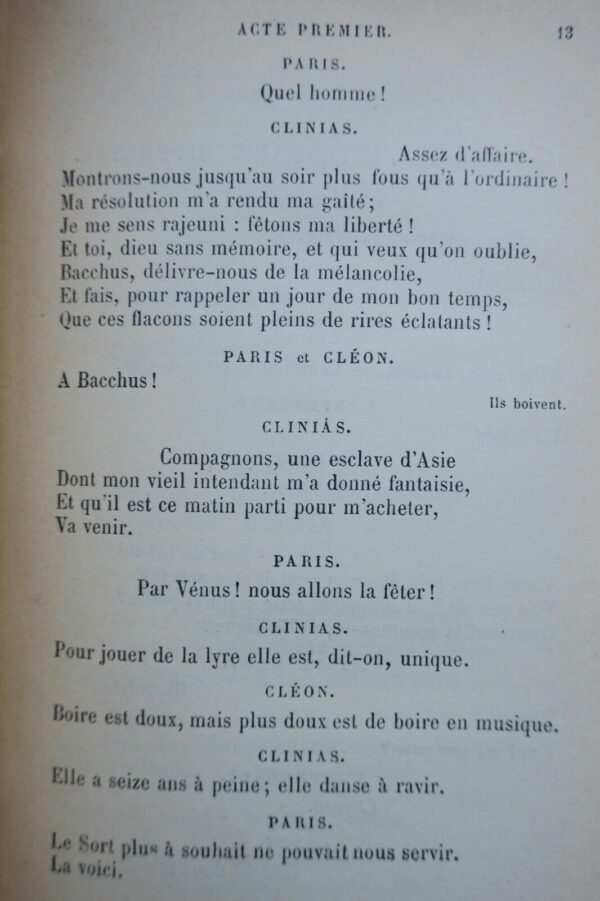 ACTE PREMIER. 13
PARIS.
Quel homme !
CLINIAS.
Assez d'affaire.
Montrons-nous jusqu'au soir plus fous qu'à l'ordinaire !
Ma résolution m'a rendu ma gaîté ;
Je me sens rajeuni : fêtons ma liberté !
Et toi, dieu sans mémoire, et qui veux qu'on oublie,
Bacchus, délivre-nous de la mélancolie,
Et fais, pour rappeler un jour de mon bon temps,
Que ces flacons soient pleins de rires éclatants !
PARIS et CLÉON.
A Bacchus !
Ils boivent.
CLINIAS.
Compagnons, une esclave d'Asie
Dont mon vieil intendant m'a donné fantaisie,
Et qu'il est ce matin parti pour m'acheter,
Va venir.
PARIS.
Par Vénus ! nous allons la fêter !
CLINIAS.
Pour jouer de la lyre elle est, dit-on, unique.
CLÉON.
Boire est doux, mais plus doux est de boire en musique.
CLINIAS.
Elle a seize ans à peine ; elle danse à ravir.
PARIS.
Le Sort plus à souhait ne pouvait nous servir.
La voici.